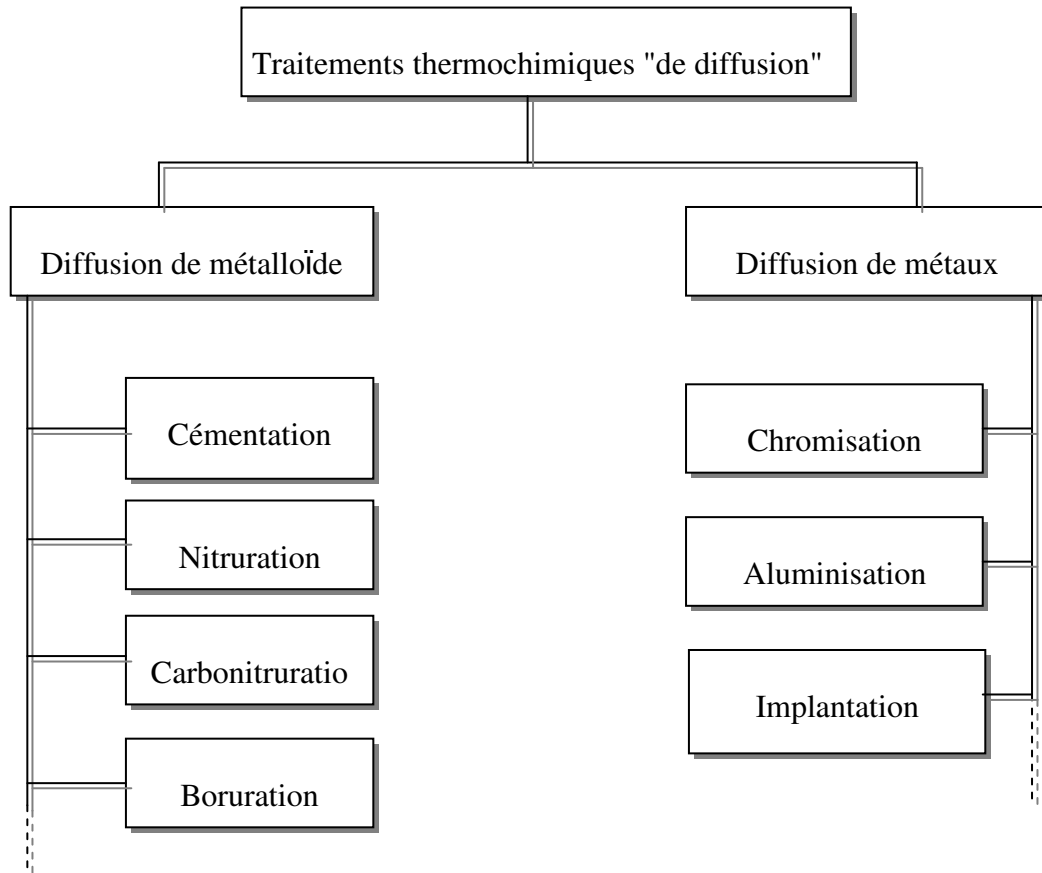 Traitements thermochimiques "de diffusion"
Diffusion de métalloïde
Cémentation
Nitruration
Carbonitruratio
Boruration
Diffusion de métaux
Chromisation
Aluminisation
Implantation